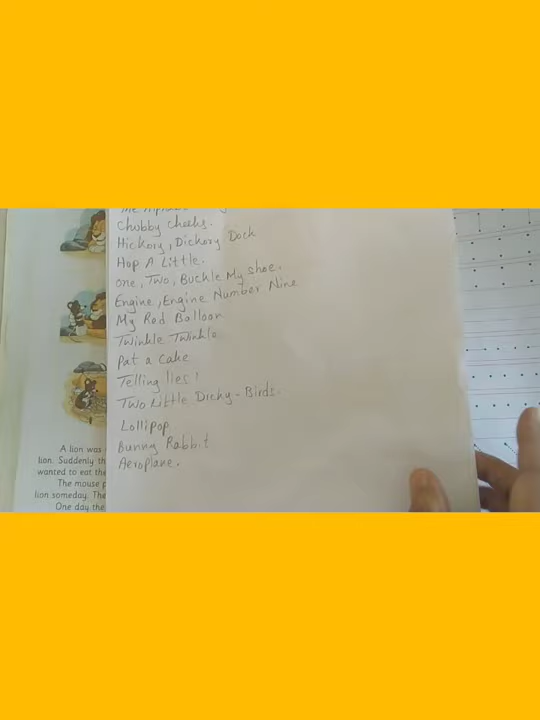 Chubby cheeks.
Hickory, Dickory Dock
Hop A Little.
One, Two, Buckle My shoe.
Engine, Engine Number Nine
My Red Balloon
Twinkle Twinkle
Pat a Cake
Telling lies!
Two Little Dicky-Birds.
Lollipop
Bunny Rabbit
Aeroplane.
A lion was
lion. Suddenly th
wanted to eat the
The mouse p
lion someday. The
One day the